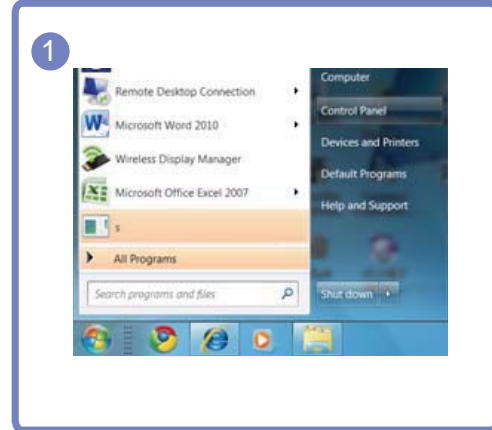 1
Remote Desktop Connection
Microsoft Word 2010
Wireless Display Manager
Microsoft Office Excel 2007
s
All Programs
Search programs and files
Computer
Control Panel
Devices and Printers
Default Programs
Help and Support
Shut down